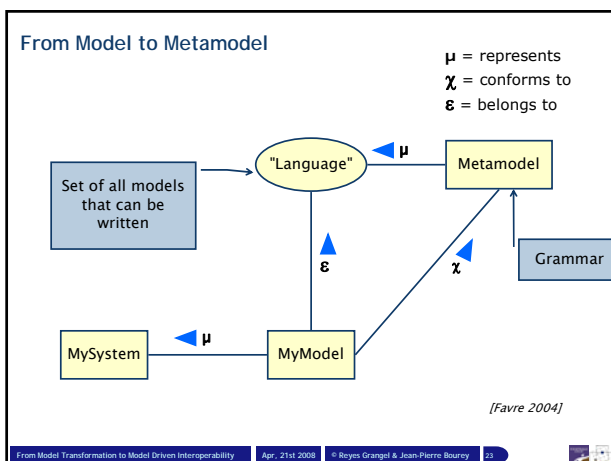 From Model to Metamodel
μ = represents
χ = conforms to
ε = belongs to
"Language"
μ
Metamodel
Set of all models
that can be
written
ε
χ
Grammar
MySystem
μ
MyModel
[Favre 2004]
From Model Transformation to Model Driven Interoperability
Apr, 21st 2008
© Reyes Grangel & Jean-Pierre Bourey
23